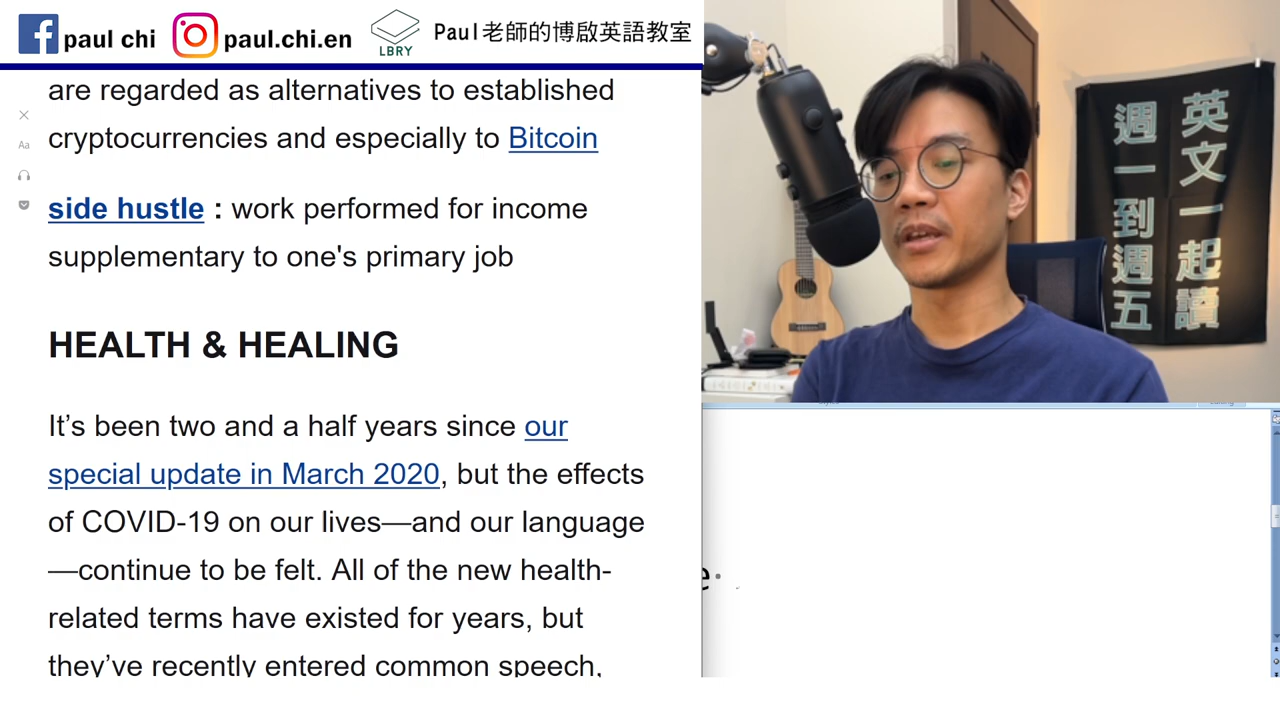 paul chi
paul.chi.en
LBRY
Paul老師的博啟英語教室
are regarded as alternatives to established
cryptocurrencies and especially to Bitcoin
Aa
side hustle : work performed for income
supplementary to one's primary job
HEALTH & HEALING
It’s been two and a half years since our
special update in March 2020, but the effects
of COVID-19 on our lives—and our language
—continue to be felt. All of the new health-
related terms have existed for years, but
they’ve recently entered common speech,
英文一起讀
週一到週五
e